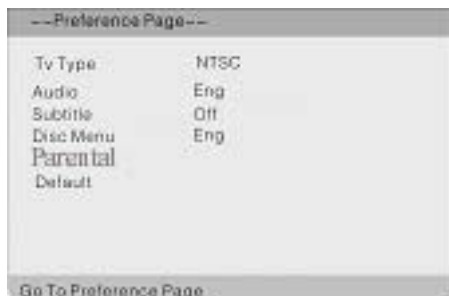 --Preference Page--
Tv Type NTSC
Audio Eng
Subtitle Off
Disc Menu Eng
Parental
Default
Go To Preference Page